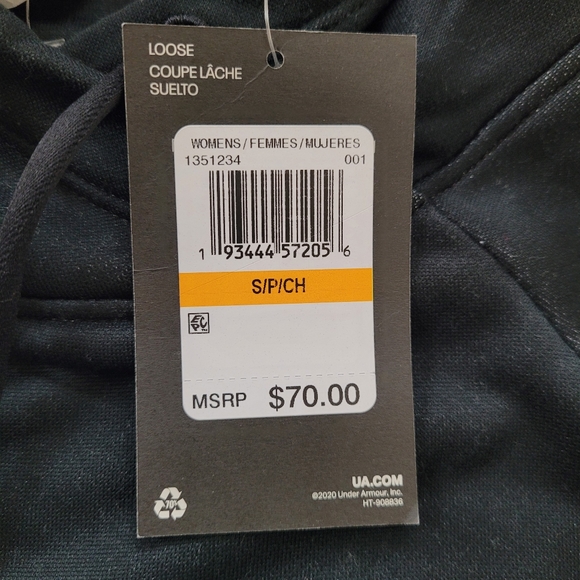 LOOSE
COUPE LÂCHE
SUELTO
WOMENS / FEMMES / MUJERES
1351234 001
1 93444 57205 6
S/P/CH
MSRP $70.00
UA.COM
©2020 Under Armour, Inc.
HT-908836